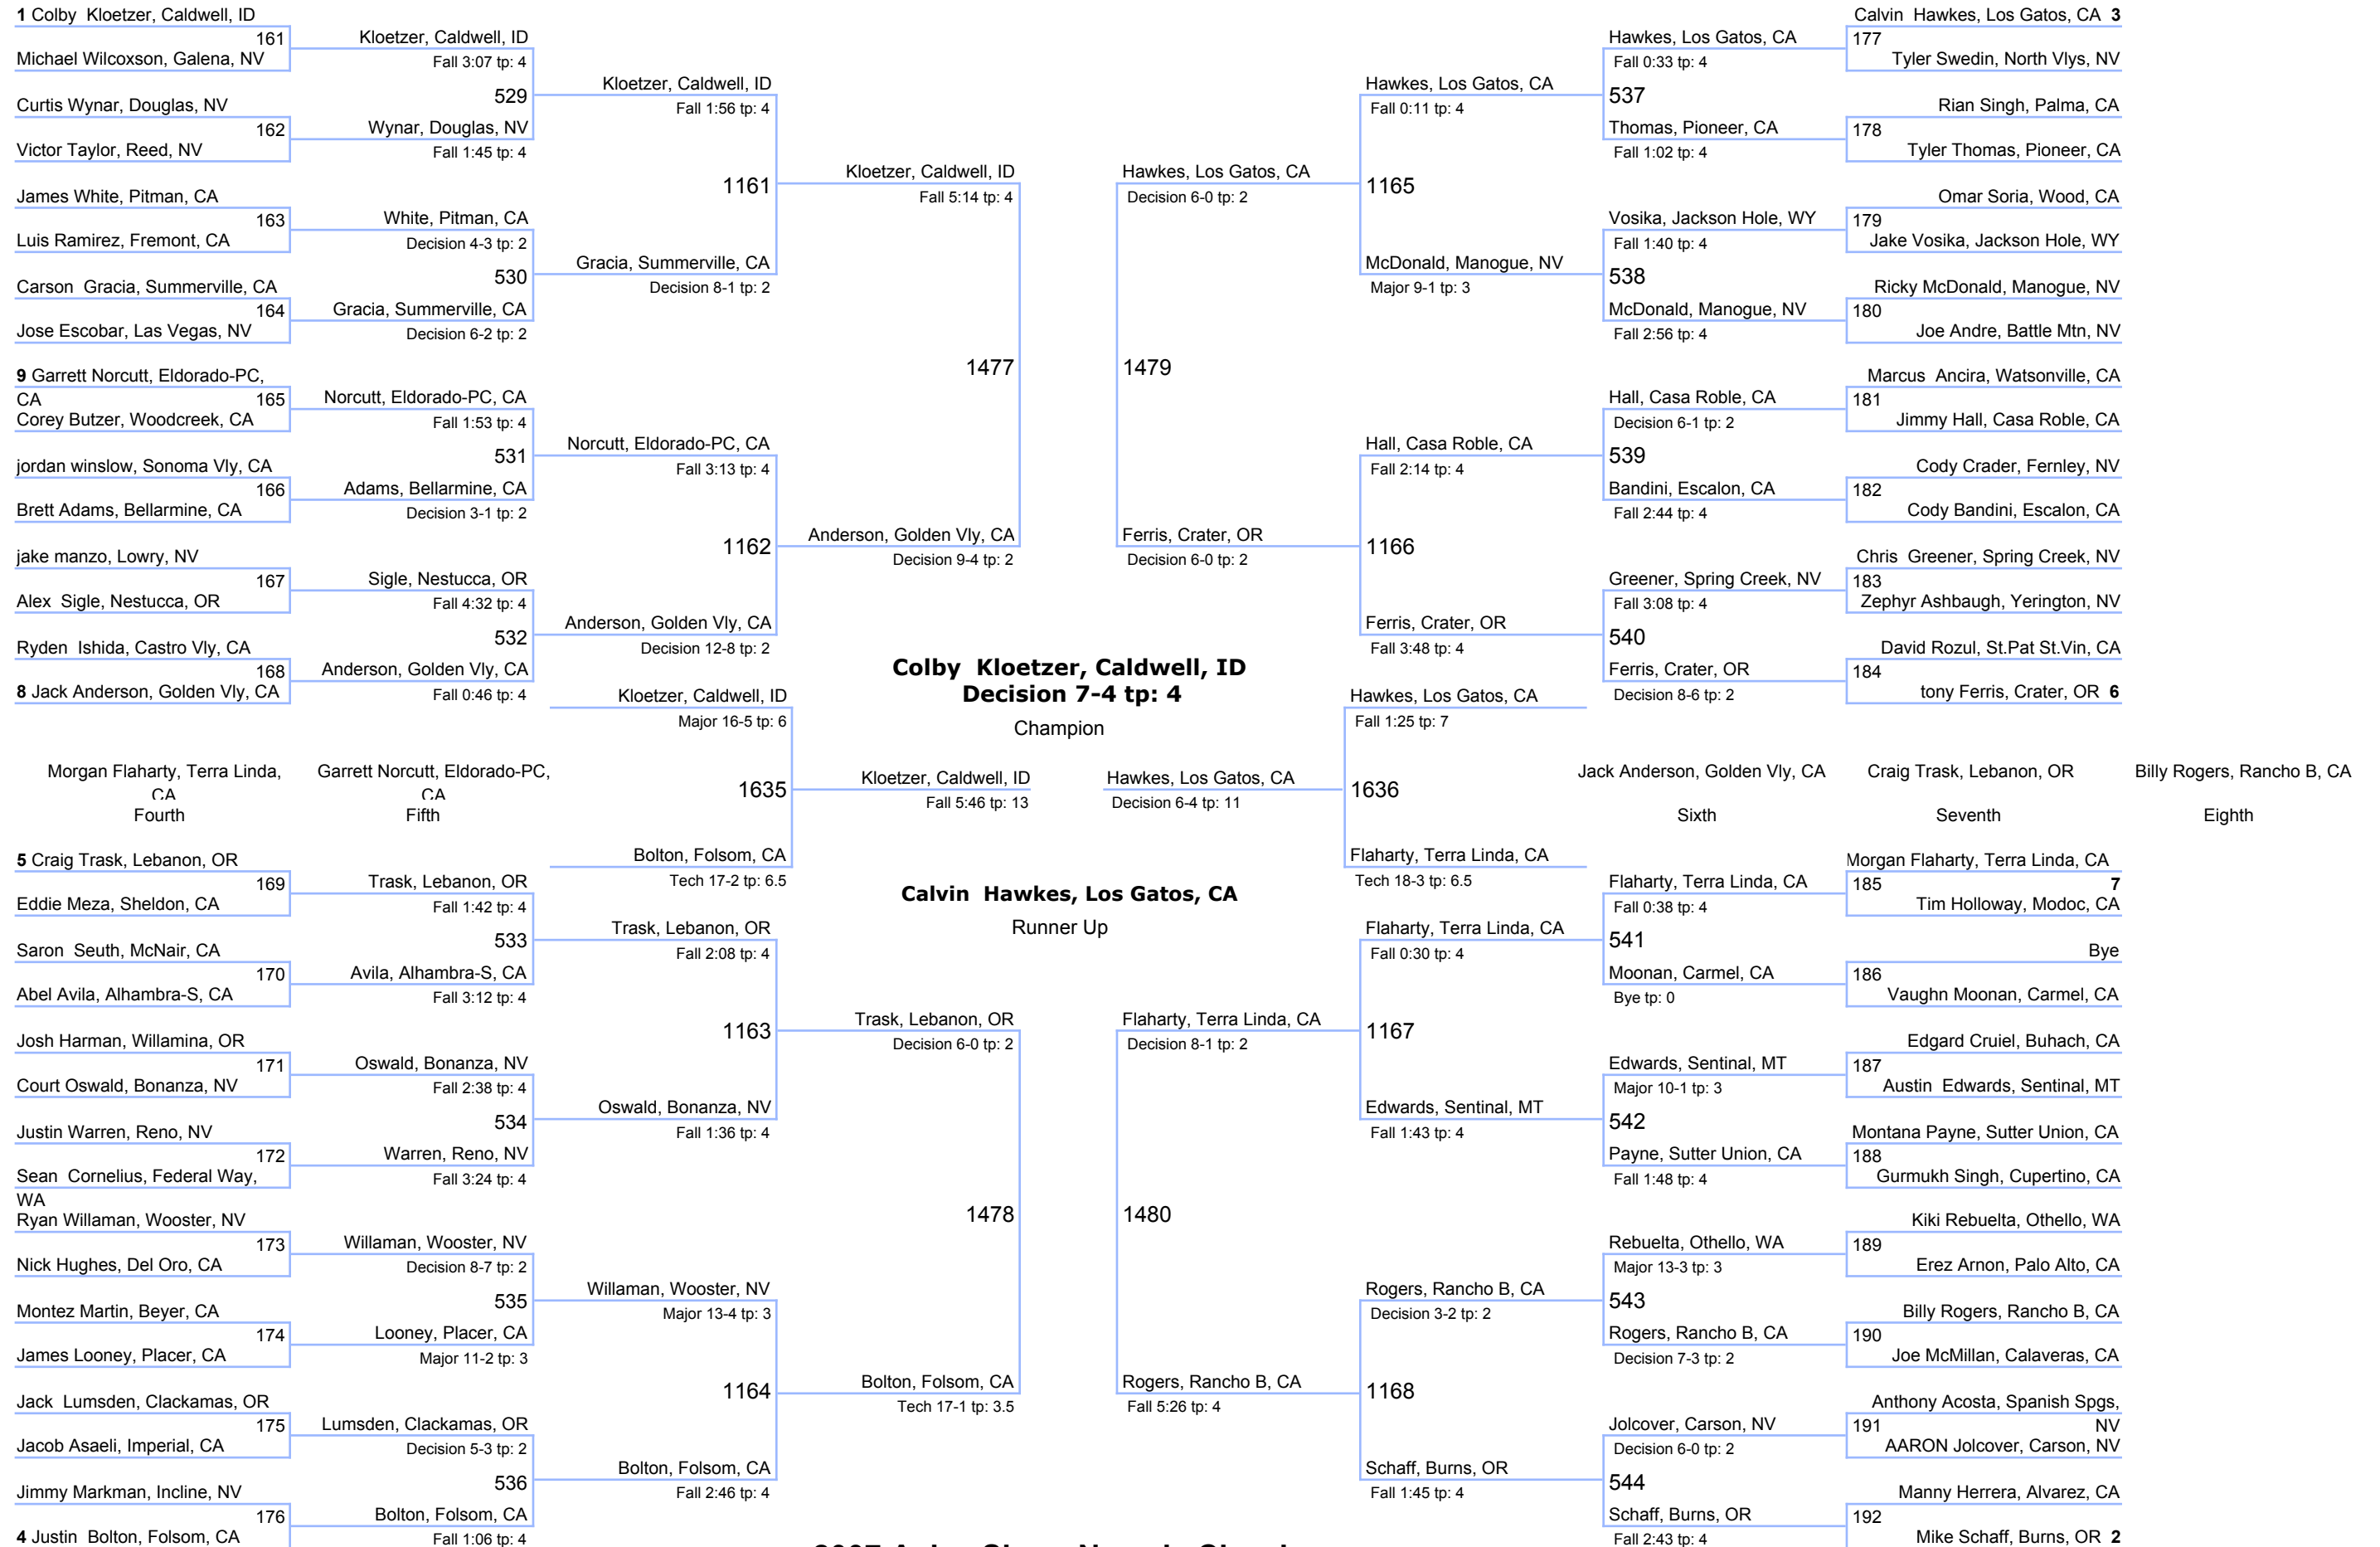 1 Colby Kloetzer, Caldwell, ID
161
Michael Wilcoxson, Galena, NV
Curtis Wynar, Douglas, NV
162
Victor Taylor, Reed, NV
James White, Pitman, CA
163
Luis Ramirez, Fremont, CA
Carson Gracia, Summerville, CA
164
Jose Escobar, Las Vegas, NV
9 Garrett Norcutt, Eldorado-PC,
CA
165
Corey Butzer, Woodcreek, CA
jordan winslow, Sonoma Vly, CA
166
Brett Adams, Bellarmine, CA
jake manzo, Lowry, NV
167
Alex Sigle, Nestucca, OR
Ryden Ishida, Castro Vly, CA
168
8 Jack Anderson, Golden Vly, CA
Kloetzer, Caldwell, ID
Fall 3:07 tp: 4
529
Wynar, Douglas, NV
Fall 1:45 tp: 4
White, Pitman, CA
Decision 4-3 tp: 2
530
Gracia, Summerville, CA
Decision 6-2 tp: 2
Norcutt, Eldorado-PC, CA
Fall 1:53 tp: 4
531
Adams, Bellarmine, CA
Decision 3-1 tp: 2
Sigle, Nestucca, OR
Fall 4:32 tp: 4
532
Anderson, Golden Vly, CA
Fall 0:46 tp: 4
Kloetzer, Caldwell, ID
Fall 1:56 tp: 4
1161
Gracia, Summerville, CA
Decision 8-1 tp: 2
Norcutt, Eldorado-PC, CA
Fall 3:13 tp: 4
1162
Anderson, Golden Vly, CA
Decision 12-8 tp: 2
Kloetzer, Caldwell, ID
Fall 5:14 tp: 4
1477
Anderson, Golden Vly, CA
Decision 9-4 tp: 2
Hawkes, Los Gatos, CA
Decision 6-0 tp: 2
1479
Ferris, Crater, OR
Decision 6-0 tp: 2
Hawkes, Los Gatos, CA
Fall 0:11 tp: 4
1165
McDonald, Manogue, NV
Major 9-1 tp: 3
Hall, Casa Roble, CA
Fall 2:14 tp: 4
1166
Ferris, Crater, OR
Fall 3:48 tp: 4
Hawkes, Los Gatos, CA
Fall 0:33 tp: 4
537
Thomas, Pioneer, CA
Fall 1:02 tp: 4
Vosika, Jackson Hole, WY
Fall 1:40 tp: 4
538
McDonald, Manogue, NV
Fall 2:56 tp: 4
Hall, Casa Roble, CA
Decision 6-1 tp: 2
539
Bandini, Escalon, CA
Fall 2:44 tp: 4
Greener, Spring Creek, NV
Fall 3:08 tp: 4
540
Ferris, Crater, OR
Decision 8-6 tp: 2
Calvin Hawkes, Los Gatos, CA 3
177
Tyler Swedin, North Vlys, NV
Rian Singh, Palma, CA
178
Tyler Thomas, Pioneer, CA
Omar Soria, Wood, CA
179
Jake Vosika, Jackson Hole, WY
Ricky McDonald, Manogue, NV
180
Joe Andre, Battle Mtn, NV
Marcus Ancira, Watsonville, CA
181
Jimmy Hall, Casa Roble, CA
Cody Crader, Fernley, NV
182
Cody Bandini, Escalon, CA
Chris Greener, Spring Creek, NV
183
Zephyr Ashbaugh, Yerington, NV
David Rozul, St.Pat St.Vin, CA
184
tony Ferris, Crater, OR 6
Colby Kloetzer, Caldwell, ID
Decision 7-4 tp: 4
Champion
Kloetzer, Caldwell, ID
Major 16-5 tp: 6
1635
Bolton, Folsom, CA
Tech 17-2 tp: 6.5
Kloetzer, Caldwell, ID
Fall 5:46 tp: 13
Hawkes, Los Gatos, CA
Decision 6-4 tp: 11
Hawkes, Los Gatos, CA
Fall 1:25 tp: 7
1636
Flaharty, Terra Linda, CA
Tech 18-3 tp: 6.5
Calvin Hawkes, Los Gatos, CA
Runner Up
Morgan Flaharty, Terra Linda,
CA
Fourth
Garrett Norcutt, Eldorado-PC,
CA
Fifth
Jack Anderson, Golden Vly, CA
Sixth
Craig Trask, Lebanon, OR
Seventh
Billy Rogers, Rancho B, CA
Eighth
5 Craig Trask, Lebanon, OR
169
Eddie Meza, Sheldon, CA
Saron Seuth, McNair, CA
170
Abel Avila, Alhambra-S, CA
Josh Harman, Willamina, OR
171
Court Oswald, Bonanza, NV
Justin Warren, Reno, NV
172
Sean Cornelius, Federal Way,
WA
Ryan Willaman, Wooster, NV
173
Nick Hughes, Del Oro, CA
Montez Martin, Beyer, CA
174
James Looney, Placer, CA
Jack Lumsden, Clackamas, OR
175
Jacob Asaeli, Imperial, CA
Jimmy Markman, Incline, NV
176
4 Justin Bolton, Folsom, CA
Trask, Lebanon, OR
Fall 1:42 tp: 4
533
Avila, Alhambra-S, CA
Fall 3:12 tp: 4
Oswald, Bonanza, NV
Fall 2:38 tp: 4
534
Warren, Reno, NV
Fall 3:24 tp: 4
Willaman, Wooster, NV
Decision 8-7 tp: 2
535
Looney, Placer, CA
Major 11-2 tp: 3
Lumsden, Clackamas, OR
Decision 5-3 tp: 2
536
Bolton, Folsom, CA
Fall 1:06 tp: 4
Trask, Lebanon, OR
Fall 2:08 tp: 4
1163
Oswald, Bonanza, NV
Fall 1:36 tp: 4
Willaman, Wooster, NV
Major 13-4 tp: 3
1164
Bolton, Folsom, CA
Fall 2:46 tp: 4
Trask, Lebanon, OR
Decision 6-0 tp: 2
1478
Bolton, Folsom, CA
Tech 17-1 tp: 3.5
Flaharty, Terra Linda, CA
Decision 8-1 tp: 2
1480
Rogers, Rancho B, CA
Fall 5:26 tp: 4
Flaharty, Terra Linda, CA
Fall 0:30 tp: 4
1167
Edwards, Sentinal, MT
Fall 1:43 tp: 4
Rogers, Rancho B, CA
Decision 3-2 tp: 2
1168
Schaff, Burns, OR
Fall 1:45 tp: 4
Flaharty, Terra Linda, CA
Fall 0:38 tp: 4
541
Moonan, Carmel, CA
Bye tp: 0
Edwards, Sentinal, MT
Major 10-1 tp: 3
542
Payne, Sutter Union, CA
Fall 1:48 tp: 4
Rebuelta, Othello, WA
Major 13-3 tp: 3
543
Rogers, Rancho B, CA
Decision 7-3 tp: 2
Jolcover, Carson, NV
Decision 6-0 tp: 2
544
Schaff, Burns, OR
Fall 2:43 tp: 4
Morgan Flaharty, Terra Linda, CA
185 7
Tim Holloway, Modoc, CA
Bye
186
Vaughn Moonan, Carmel, CA
Edgard Cruiel, Buhach, CA
187
Austin Edwards, Sentinal, MT
Montana Payne, Sutter Union, CA
188
Gurmukh Singh, Cupertino, CA
Kiki Rebuelta, Othello, WA
189
Erez Arnon, Palo Alto, CA
Billy Rogers, Rancho B, CA
190
Joe McMillan, Calaveras, CA
Anthony Acosta, Spanish Spgs,
191 NV
AARON Jolcover, Carson, NV
Manny Herrera, Alvarez, CA
192
Mike Schaff, Burns, OR 2